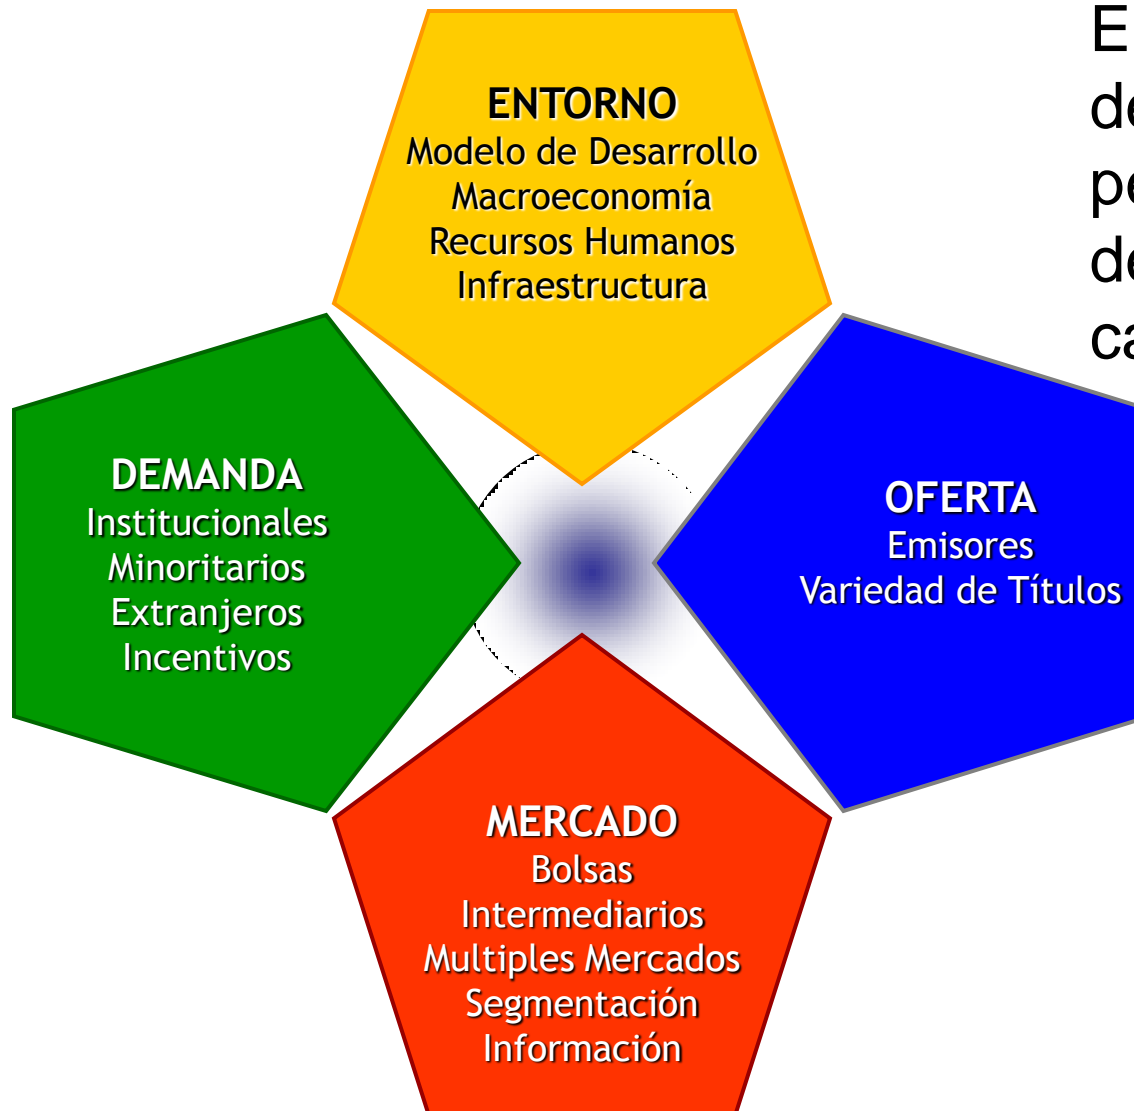 ENTORNO
Modelo de Desarrollo
Macroeconomía
Recursos Humanos
Infraestructura
DEMANDA
Institucionales
Minoritarios
Extranjeros
Incentivos
OFERTA
Emisores
Variedad de Títulos
MERCADO
Bolsas
Intermediarios
Multiples Mercados
Segmentación
Información